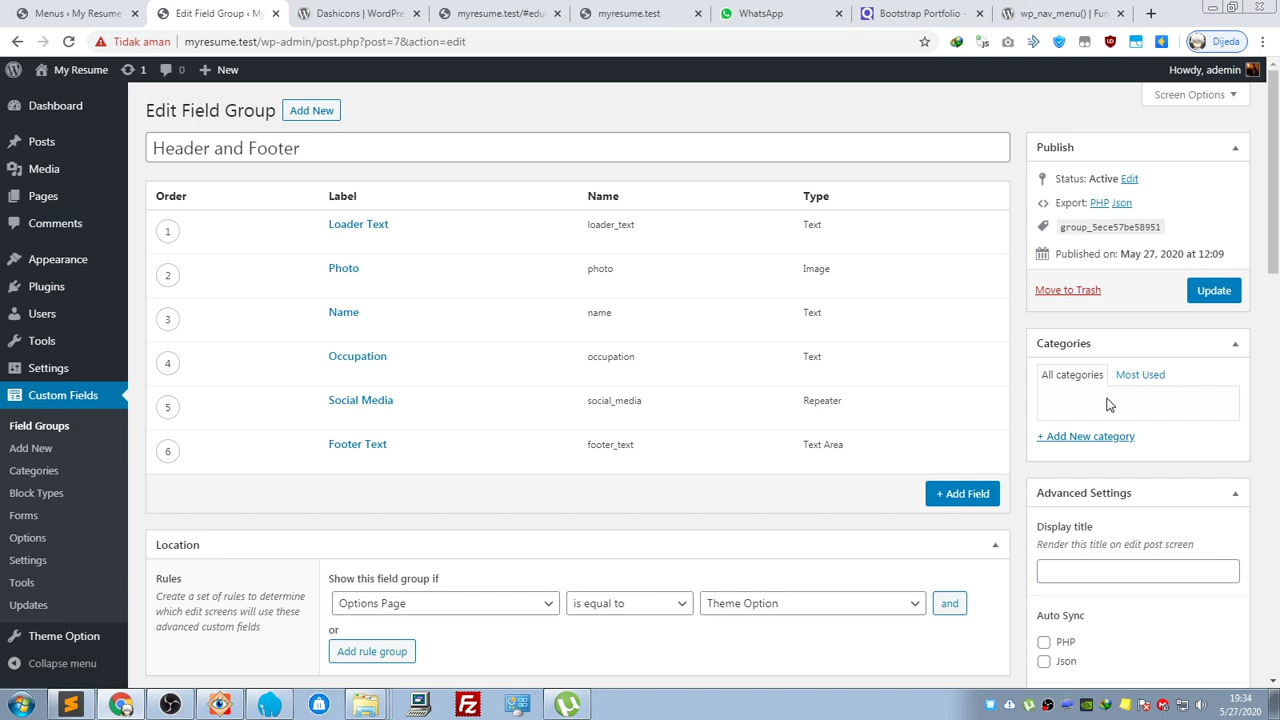 Menus ‹ My Resume
Edit Field Group ‹ My
Dashicons | WordPre
myresume.test/#edu
myresume.test
WhatsApp
Bootstrap Portfolio -
wp_nav_menu() | Fun
Tidak aman
myresume.test/wp-admin/post.php?post=7&action=edit
Dijeda
My Resume
1
0
New
Howdy, ademin
Screen Options
Dashboard
Posts
Media
Pages
Comments
Appearance
Plugins
Users
Tools
Settings
Custom Fields
Field Groups
Add New
Categories
Block Types
Forms
Options
Settings
Tools
Updates
Theme Option
Collapse menu
Edit Field Group
Add New
Header and Footer
Order Label Name Type
1 Loader Text loader_text Text
2 Photo photo Image
3 Name name Text
4 Occupation occupation Text
5 Social Media social_media Repeater
6 Footer Text footer_text Text Area
+ Add Field
Location
Rules
Create a set of rules to determine
which edit screens will use these
advanced custom fields
Show this field group if
Options Page is equal to Theme Option and
or
Add rule group
Publish
Status: Active Edit
Export: PHP Json
group_5ece57be58951
Published on: May 27, 2020 at 12:09
Move to Trash
Update
Categories
All categories
Most Used
+ Add New category
Advanced Settings
Display title
Render this title on edit post screen
Auto Sync
PHP
Json
19:34
5/27/2020